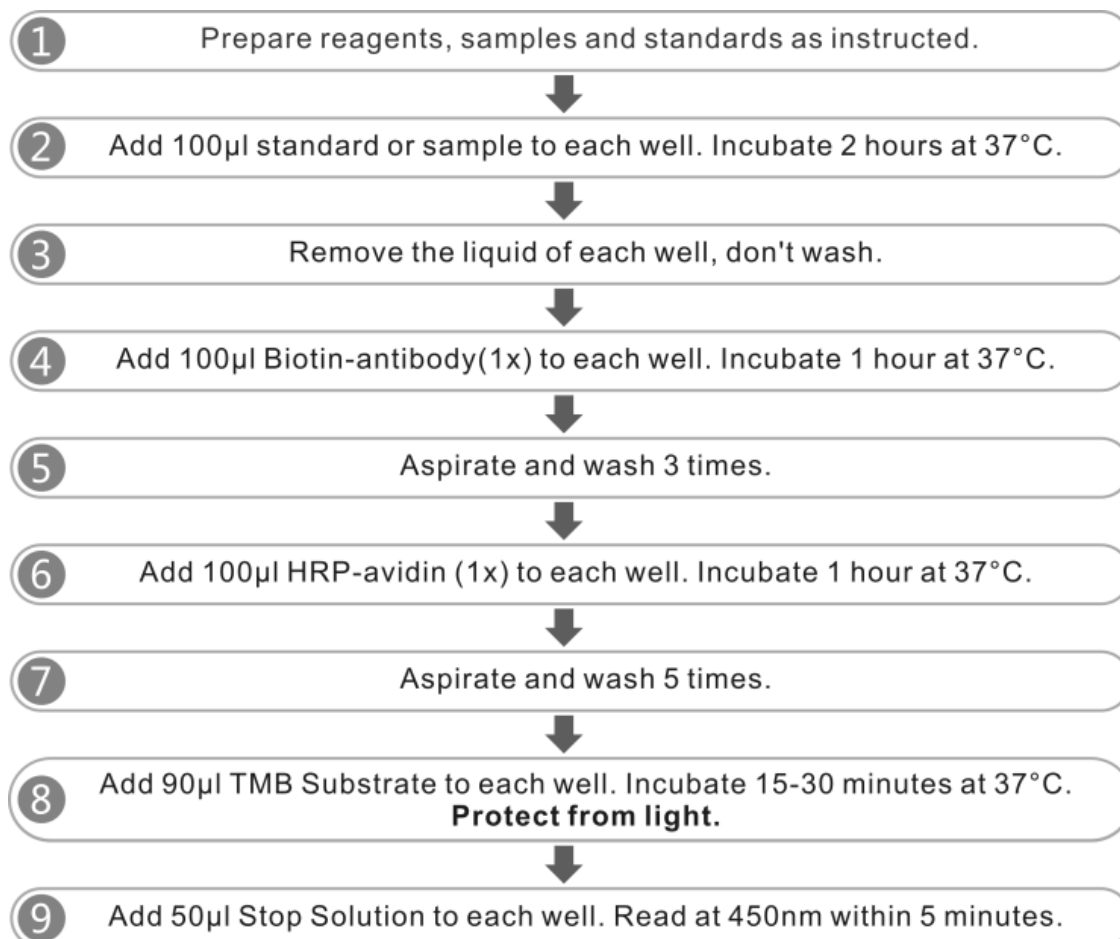 1 Prepare reagents, samples and standards as instructed.
2 Add 100µl standard or sample to each well. Incubate 2 hours at 37°C.
3 Remove the liquid of each well, don't wash.
4 Add 100µl Biotin-antibody(1x) to each well. Incubate 1 hour at 37°C.
5 Aspirate and wash 3 times.
6 Add 100µl HRP-avidin (1x) to each well. Incubate 1 hour at 37°C.
7 Aspirate and wash 5 times.
8 Add 90µl TMB Substrate to each well. Incubate 15-30 minutes at 37°C.
Protect from light.
9 Add 50µl Stop Solution to each well. Read at 450nm within 5 minutes.